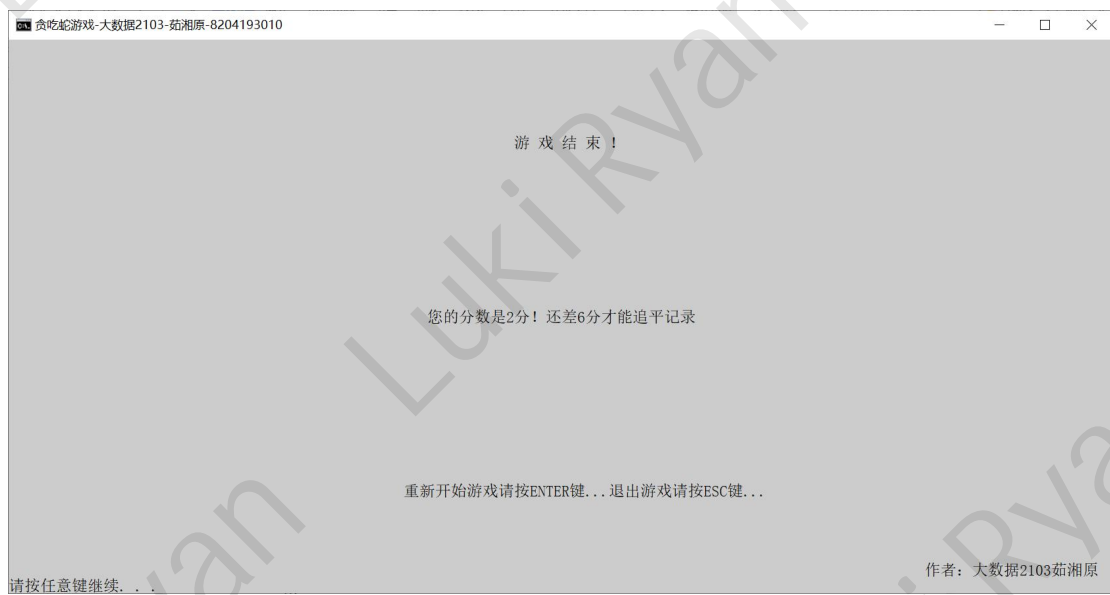 贪吃蛇游戏-大数据2103-茹湘原-8204193010
游 戏 结 束 !
您的分数是2分! 还差6分才能追平记录
重新开始游戏请按ENTER键...退出游戏请按ESC键...
作者: 大数据2103茹湘原
请按任意键继续. . .
Luki Ryan
yan
i Rya